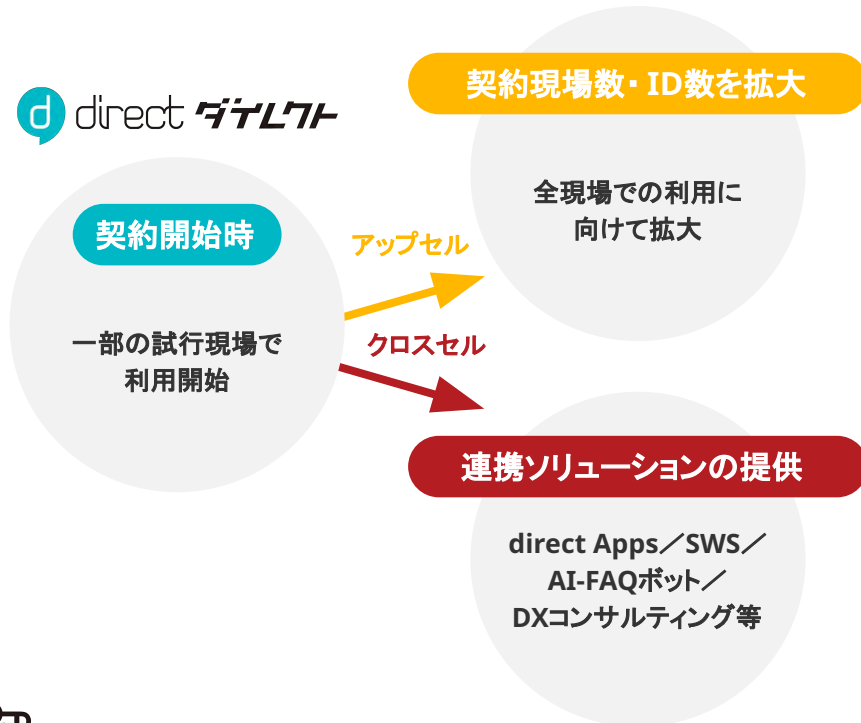 direct ダイレクト
契約開始時
一部の試行現場で
利用開始
アップセル
クロスセル
契約現場数・ID数を拡大
全現場での利用に
向けて拡大
連携ソリューションの提供
direct Apps／SWS／
AI-FAQボット／
DXコンサルティング等